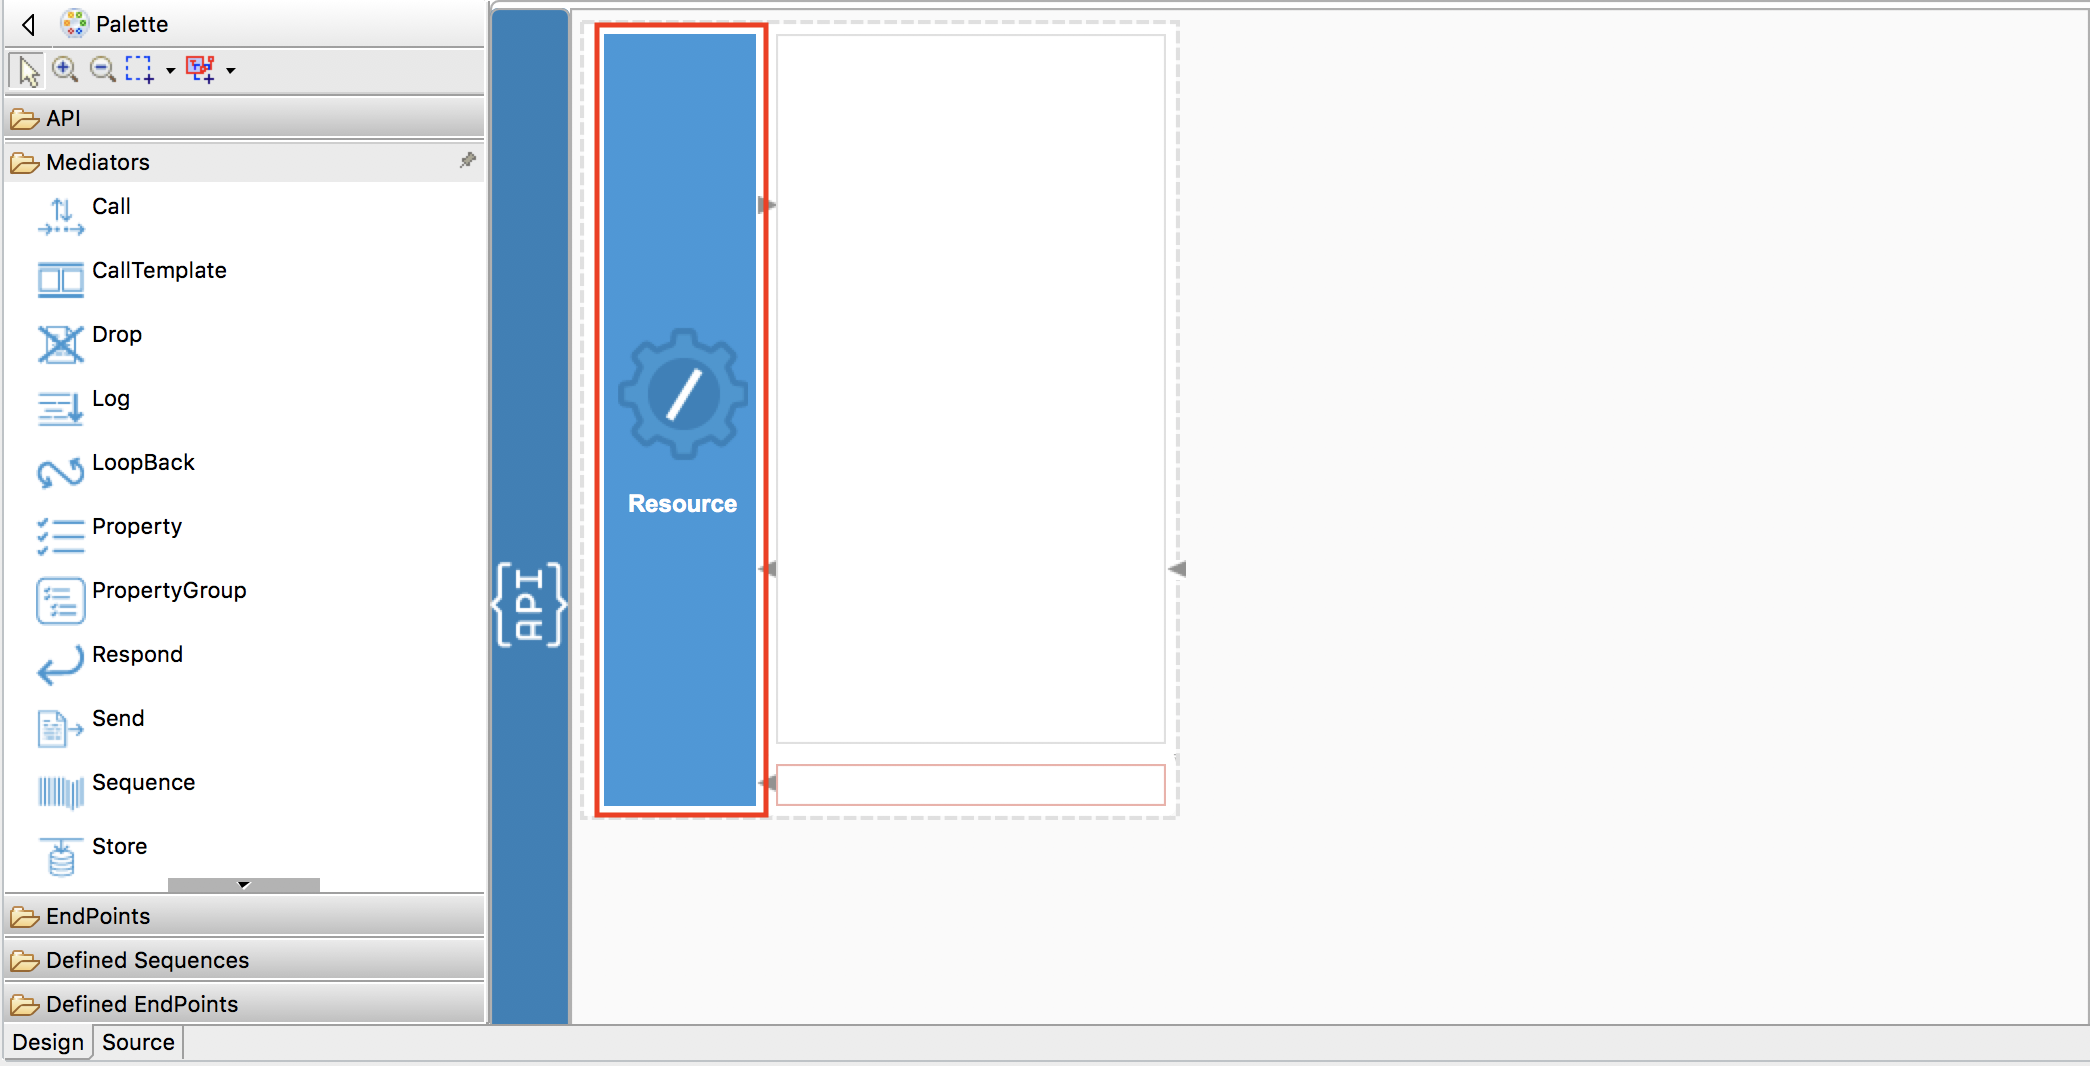 Palette
API
Mediators
Call
CallTemplate
Drop
Log
LoopBack
Property
PropertyGroup
Respond
Send
Sequence
Store
EndPoints
Defined Sequences
Defined EndPoints
Design Source
{API}
Resource